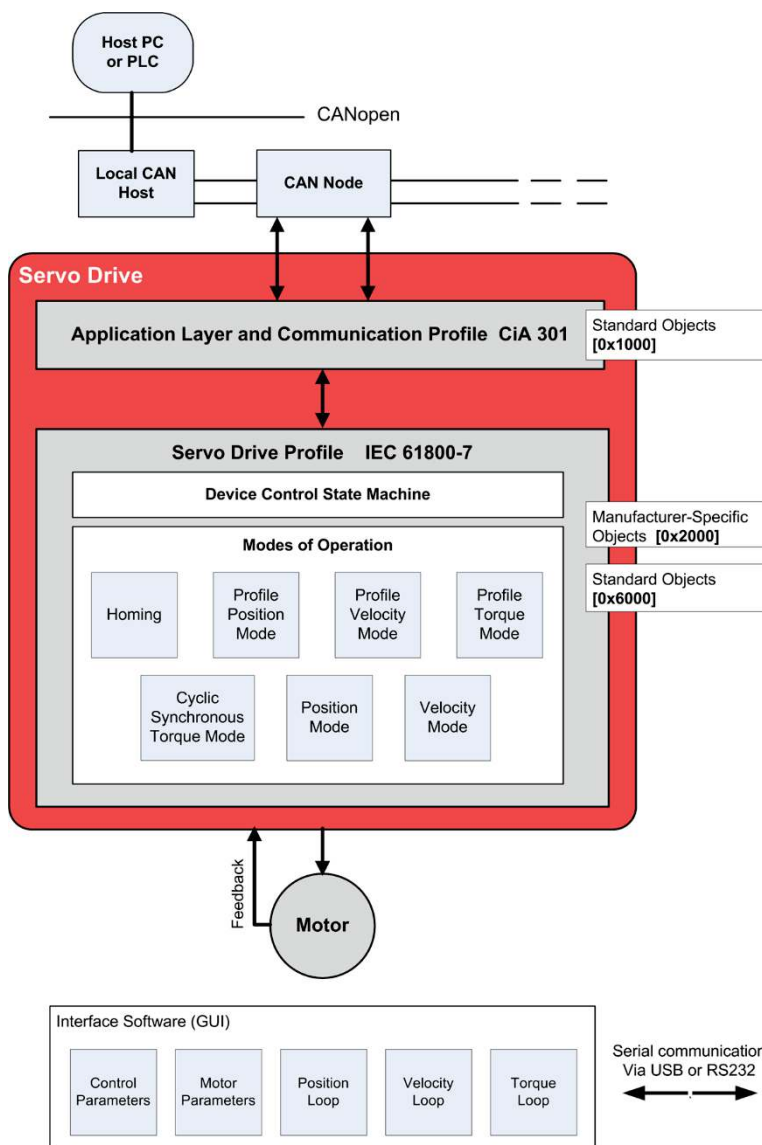 Host PC
or PLC
CANopen
Local CAN
Host
CAN Node
Servo Drive
Application Layer and Communication Profile CiA 301
Standard Objects
[0x1000]
Servo Drive Profile IEC 61800-7
Device Control State Machine
Manufacturer-Specific
Objects [0x2000]
Modes of Operation
Standard Objects
[0x6000]
Homing
Profile
Position
Mode
Profile
Velocity
Mode
Profile
Torque
Mode
Cyclic
Synchronous
Torque Mode
Position
Mode
Velocity
Mode
Feedback
Motor
Interface Software (GUI)
Control
Parameters
Motor
Parameters
Position
Loop
Velocity
Loop
Torque
Loop
Serial communication
Via USB or RS232